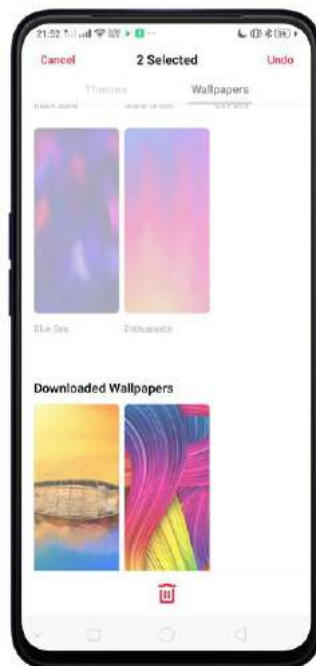 21:52
Cancel
2 Selected
Undo
Themes
Wallpapers
Blue Sea
Enthusiastic
Downloaded Wallpapers